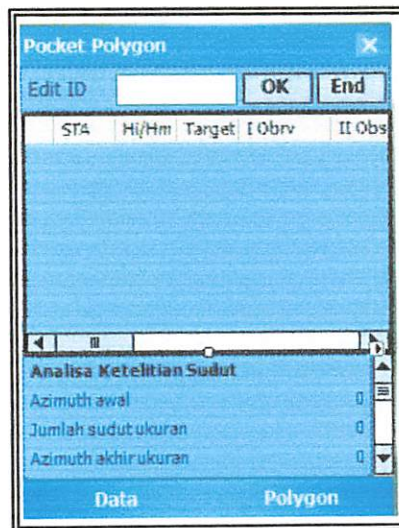 Pocket Polygon
Edit ID OK End
STA Hi/Hm Target I Obrv II Obs
Analisa Ketelitian Sudut
Azimuth awal 0
Jumlah sudut ukuran 0
Azimuth akhir ukuran 0
Data Polygon